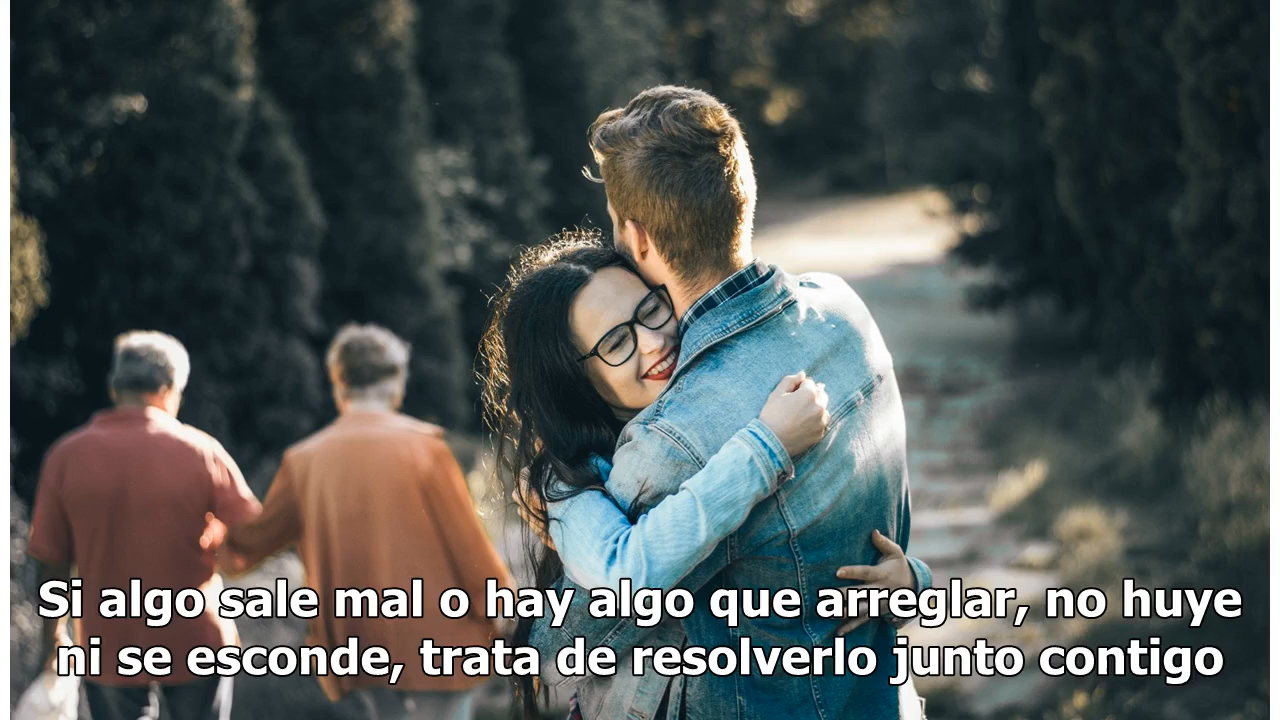 Si algo sale mal o hay algo que arreglar, no huye
ni se esconde, trata de resolverlo junto contigo